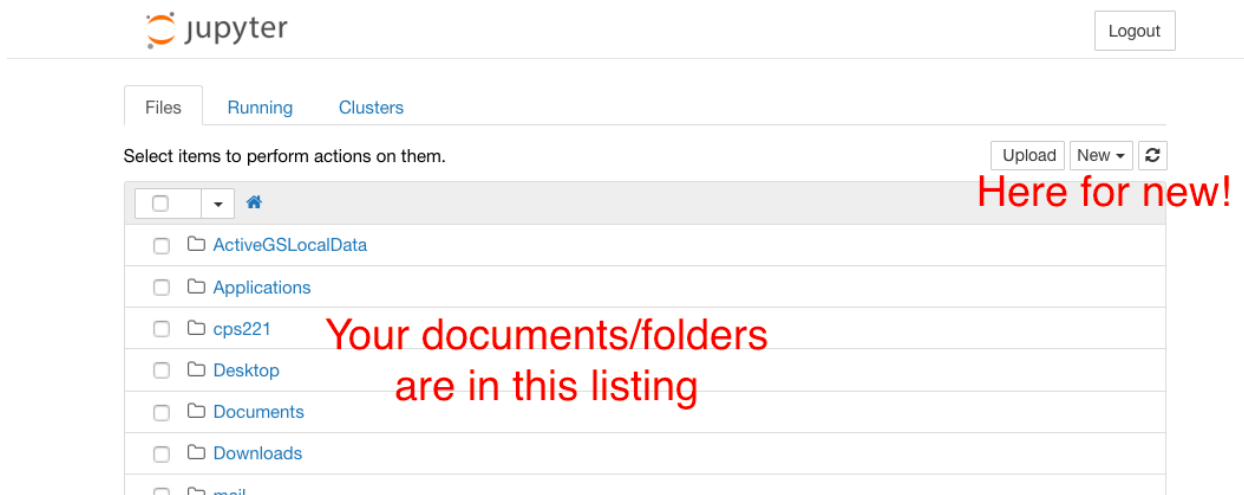 jupyter
Logout
Files Running Clusters
Select items to perform actions on them.
Upload New
Here for new!
ActiveGSLocalData
Applications
cps221
Your documents/folders
are in this listing
Desktop
Documents
Downloads
mail